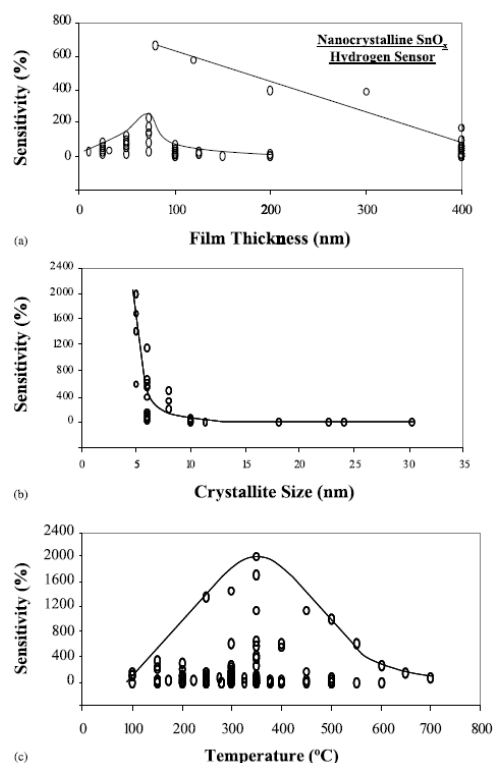 800
600
400
200
0
Sensitivity (%)
Nanocrystalline SnOx
Hydrogen Sensor
0 100 200 300 400
(a)
Film Thickness (nm)
2400
2000
1600
1200
800
400
0
Sensitivity (%)
0 5 10 15 20 25 30 35
(b)
Crystallite Size (nm)
2400
2000
1600
1200
800
400
0
Sensitivity (%)
0 100 200 300 400 500 600 700 800
(c)
Temperature (ºC)